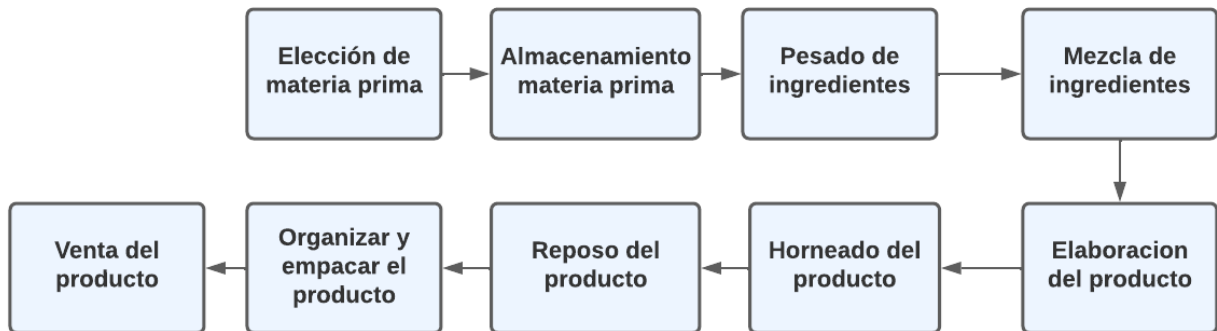 Elección de
materia prima
Almacenamiento
materia prima
Pesado de
ingredientes
Mezcla de
ingredientes
Elaboracion
del producto
Horneado del
producto
Reposo del
producto
Organizar y
empacar el
producto
Venta del
producto